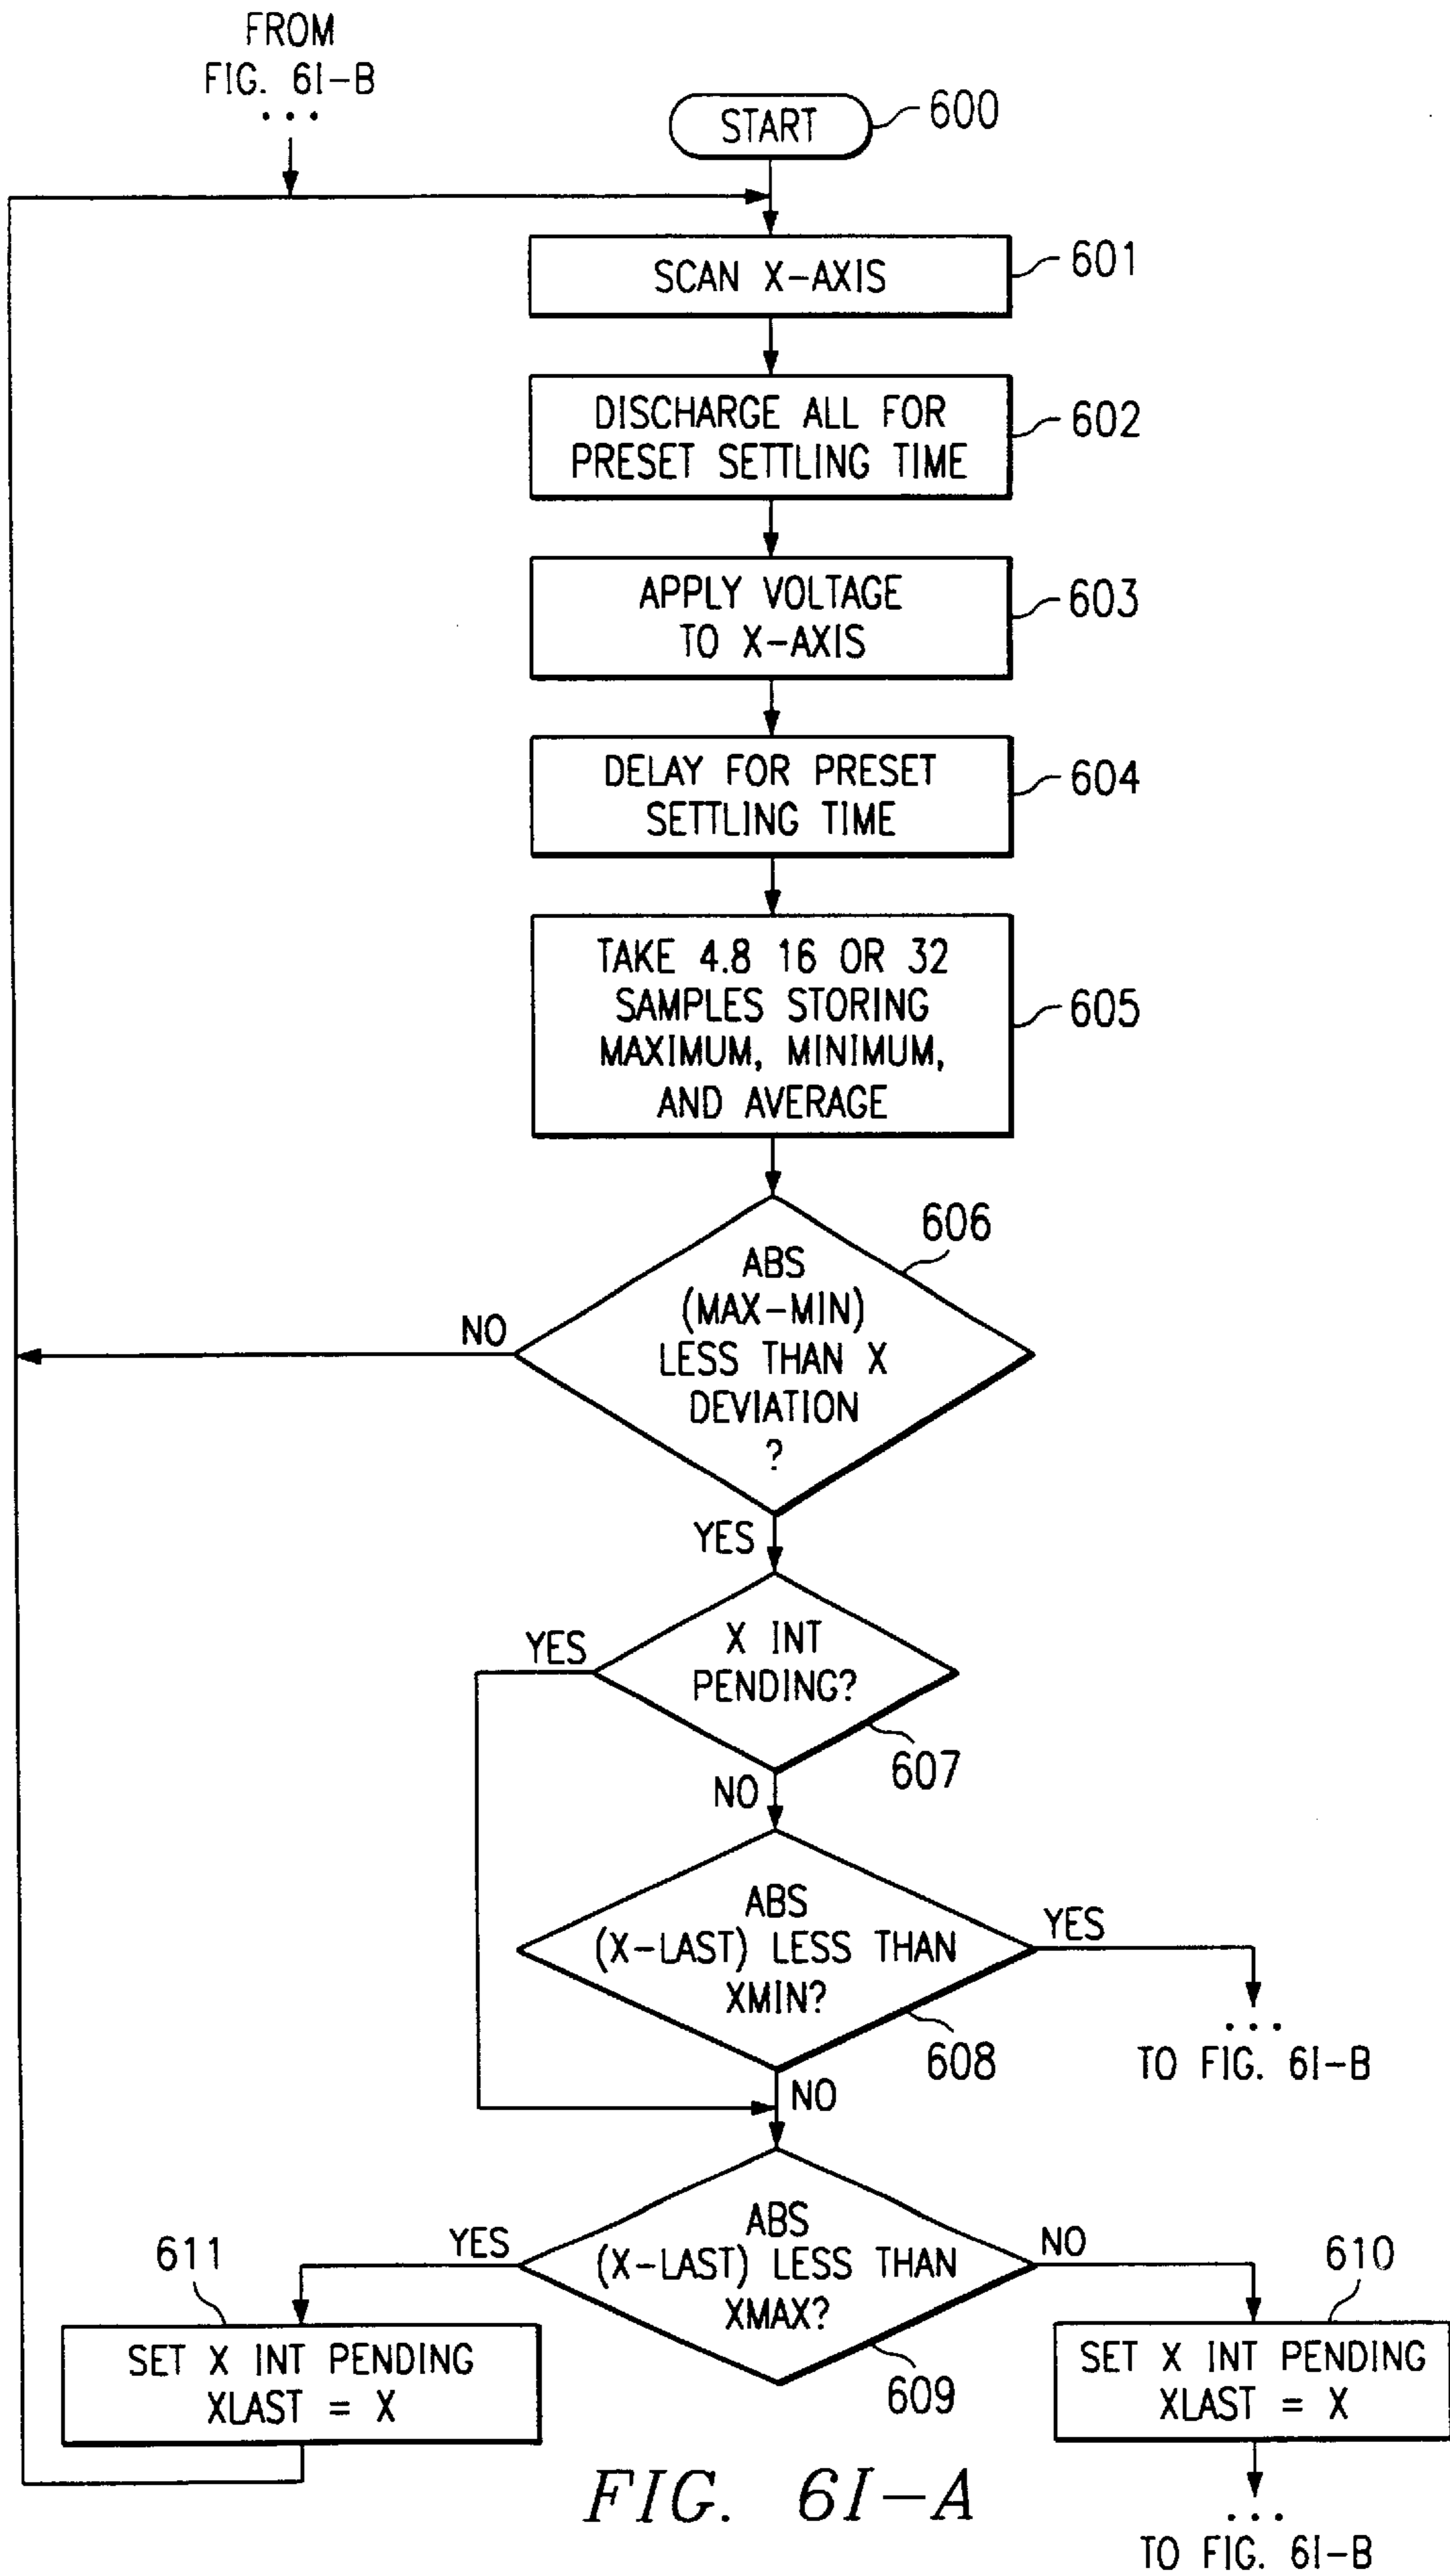 FROM
FIG. 6I-B
...
START
600
SCAN X-AXIS
601
DISCHARGE ALL FOR
PRESET SETTLING TIME
602
APPLY VOLTAGE
TO X-AXIS
603
DELAY FOR PRESET
SETTLING TIME
604
TAKE 4.8 16 OR 32
SAMPLES STORING
MAXIMUM, MINIMUM,
AND AVERAGE
605
606
ABS
(MAX-MIN)
LESS THAN X
DEVIATION
?
NO
YES
X INT
PENDING?
YES
607
NO
ABS
(X-LAST) LESS THAN
XMIN?
YES
608
...
TO FIG. 6I-B
NO
ABS
(X-LAST) LESS THAN
XMAX?
YES
NO
609
611
SET X INT PENDING
XLAST = X
610
SET X INT PENDING
XLAST = X
...
TO FIG. 6I-B
FIG. 6I-A